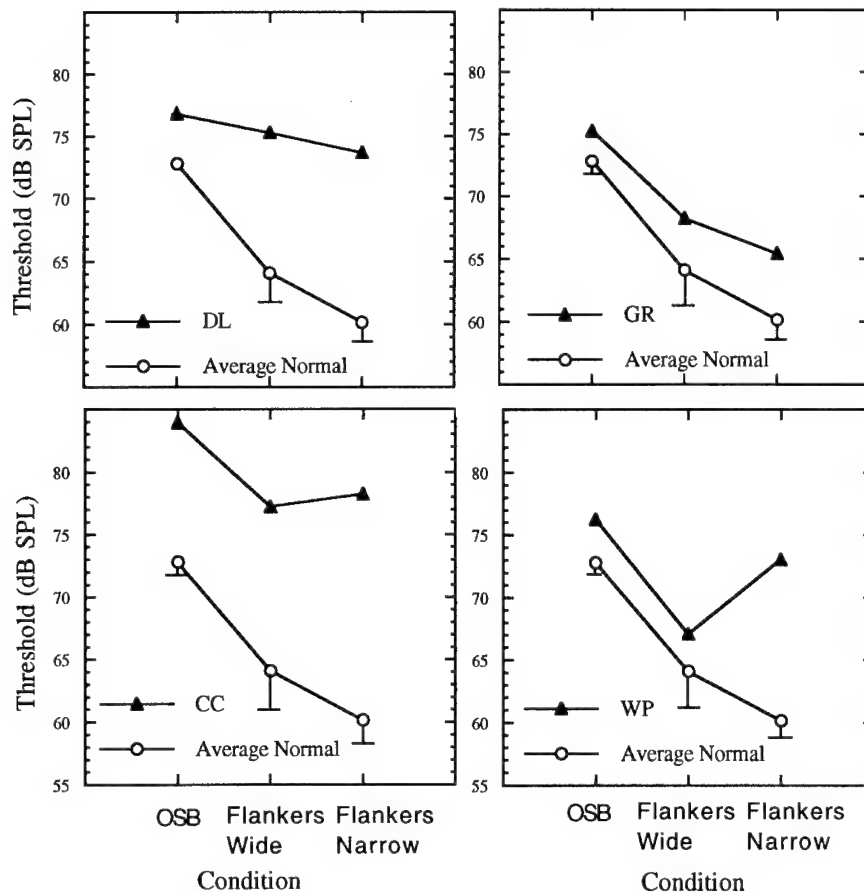 Threshold (dB SPL)
80
75
70
65
60
DL
Average Normal
80
75
70
65
60
GR
Average Normal
Threshold (dB SPL)
80
75
70
65
60
55
CC
Average Normal
OSB
Flankers
Wide
Flankers
Narrow
Condition
80
75
70
65
60
55
WP
Average Normal
OSB
Flankers
Wide
Flankers
Narrow
Condition